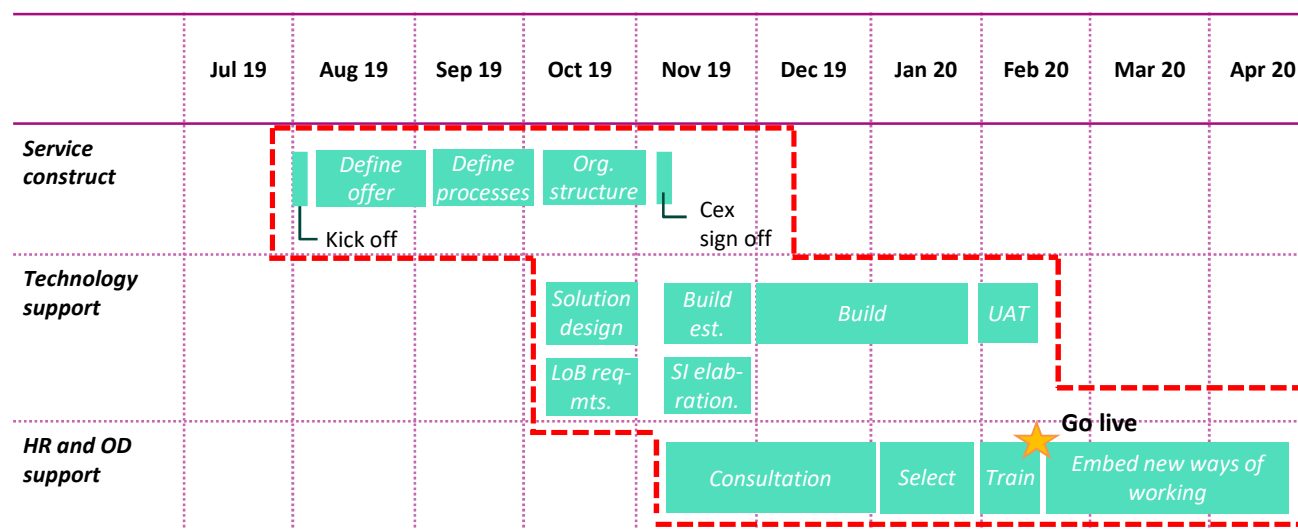 Jul 19
Aug 19
Sep 19
Oct 19
Nov 19
Dec 19
Jan 20
Feb 20
Mar 20
Apr 20
Service
construct
Define
offer
Define
processes
Org.
structure
Kick off
Cex
sign off
Technology
support
Solution
design
Build
est.
Build
UAT
LoB req-
mts.
SI elab-
ration.
HR and OD
support
Go live
Consultation
Select
Train
Embed new ways of
working